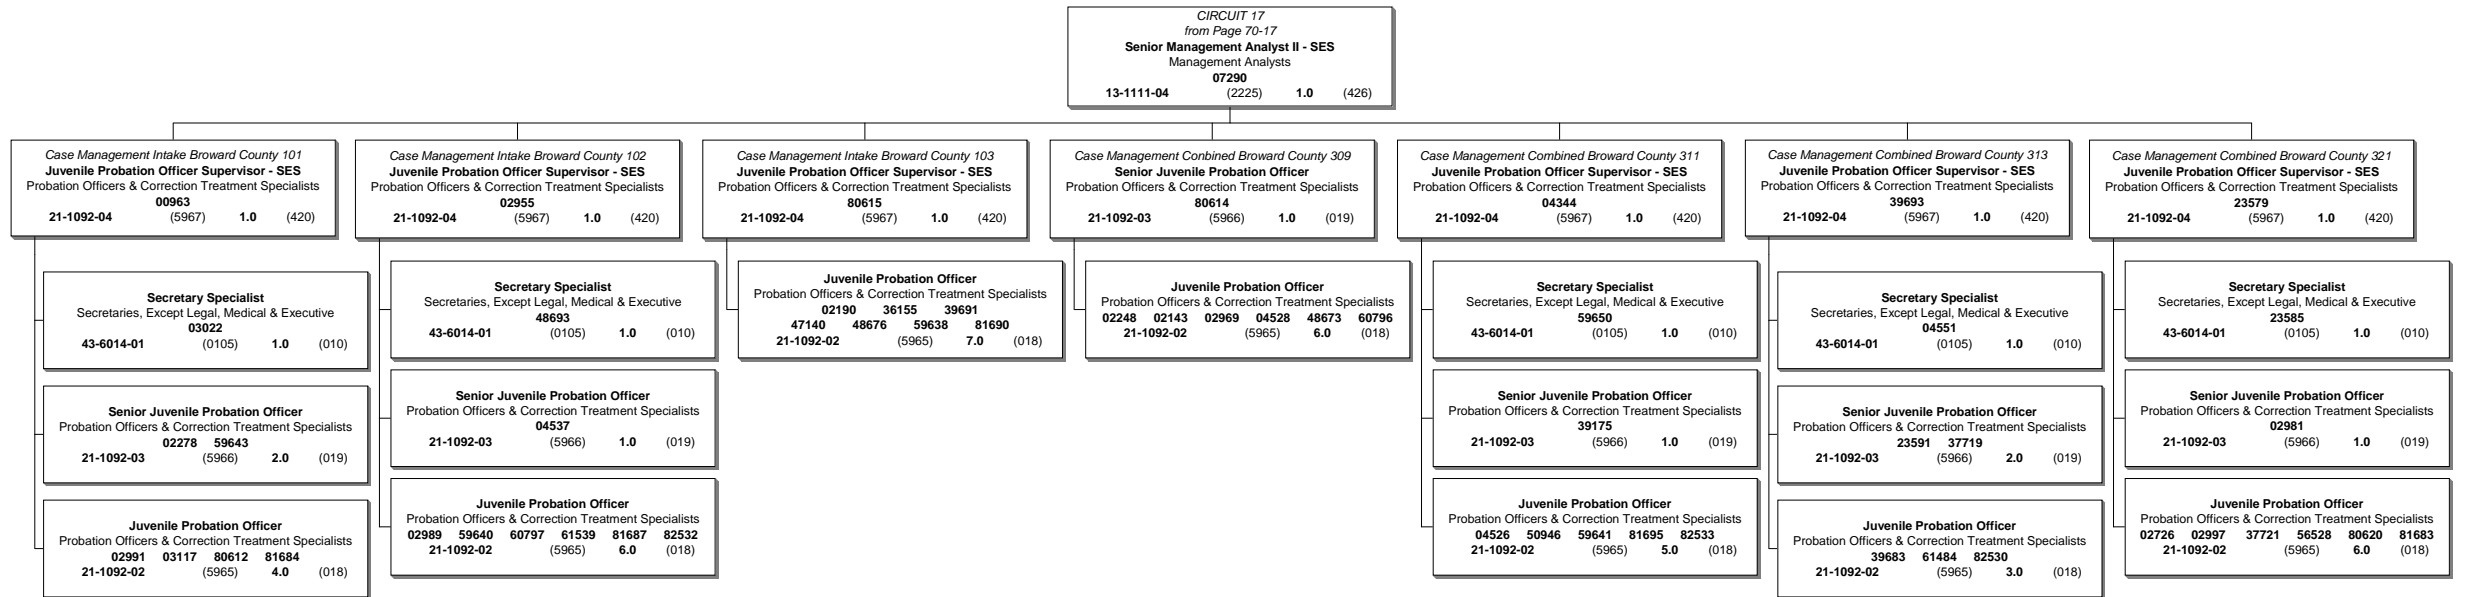 CIRCUIT 17
from Page 70-17
Senior Management Analyst II - SES
Management Analysts
07290
13-1111-04 (2225) 1.0 (426)
Case Management Intake Broward County 101
Juvenile Probation Officer Supervisor - SES
Probation Officers & Correction Treatment Specialists
00963
21-1092-04 (5967) 1.0 (420)
Secretary Specialist
Secretaries, Except Legal, Medical & Executive
03022
43-6014-01 (0105) 1.0 (010)
Senior Juvenile Probation Officer
Probation Officers & Correction Treatment Specialists
02278 59643
21-1092-03 (5966) 2.0 (019)
Juvenile Probation Officer
Probation Officers & Correction Treatment Specialists
02991 03117 80612 81684
21-1092-02 (5965) 4.0 (018)
Case Management Intake Broward County 102
Juvenile Probation Officer Supervisor - SES
Probation Officers & Correction Treatment Specialists
02955
21-1092-04 (5967) 1.0 (420)
Secretary Specialist
Secretaries, Except Legal, Medical & Executive
48693
43-6014-01 (0105) 1.0 (010)
Senior Juvenile Probation Officer
Probation Officers & Correction Treatment Specialists
04537
21-1092-03 (5966) 1.0 (019)
Juvenile Probation Officer
Probation Officers & Correction Treatment Specialists
02989 59640 60797 61539 81687 82532
21-1092-02 (5965) 6.0 (018)
Case Management Intake Broward County 103
Juvenile Probation Officer Supervisor - SES
Probation Officers & Correction Treatment Specialists
80615
21-1092-04 (5967) 1.0 (420)
Juvenile Probation Officer
Probation Officers & Correction Treatment Specialists
02190 36155 39691
47140 48676 59638 81690
21-1092-02 (5965) 7.0 (018)
Case Management Conbined Broward County 309
Senior Juvenile Probation Officer
Probation Officers & Correction Treatment Specialists
80614
21-1092-03 (5966) 1.0 (019)
Juvenile Probation Officer
Probation Officers & Correction Treatment Specialists
02248 02143 02969 04528 48673 60796
21-1092-02 (5965) 6.0 (018)
Case Management Combined Broward County 311
Juvenile Probation Officer Supervisor - SES
Probation Officers & Correction Treatment Specialists
04344
21-1092-04 (5967) 1.0 (420)
Secretary Specialist
Secretaries, Except Legal, Medical & Executive
59650
43-6014-01 (0105) 1.0 (010)
Senior Juvenile Probation Officer
Probation Officers & Correction Treatment Specialists
39175
21-1092-03 (5966) 1.0 (019)
Juvenile Probation Officer
Probation Officers & Correction Treatment Specialists
04526 50946 59641 81695 82533
21-1092-02 (5965) 5.0 (018)
Case Management Combined Broward County 313
Juvenile Probation Officer Supervisor - SES
Probation Officers & Correction Treatment Specialists
39693
21-1092-04 (5967) 1.0 (420)
Secretary Specialist
Secretaries, Except Legal, Medical & Executive
04551
43-6014-01 (0105) 1.0 (010)
Senior Juvenile Probation Officer
Probation Officers & Correction Treatment Specialists
23591 37719
21-1092-03 (5966) 2.0 (019)
Juvenile Probation Officer
Probation Officers & Correction Treatment Specialists
39683 61484 82530
21-1092-02 (5965) 3.0 (018)
Case Management Combined Broward County 321
Juvenile Probation Officer Supervisor - SES
Probation Officers & Correction Treatment Specialists
23579
21-1092-04 (5967) 1.0 (420)
Secretary Specialist
Secretaries, Except Legal, Medical & Executive
23585
43-6014-01 (0105) 1.0 (010)
Senior Juvenile Probation Officer
Probation Officers & Correction Treatment Specialists
02981
21-1092-03 (5966) 1.0 (019)
Juvenile Probation Officer
Probation Officers & Correction Treatment Specialists
02726 02997 37721 56528 80620 81683
21-1092-02 (5965) 6.0 (018)